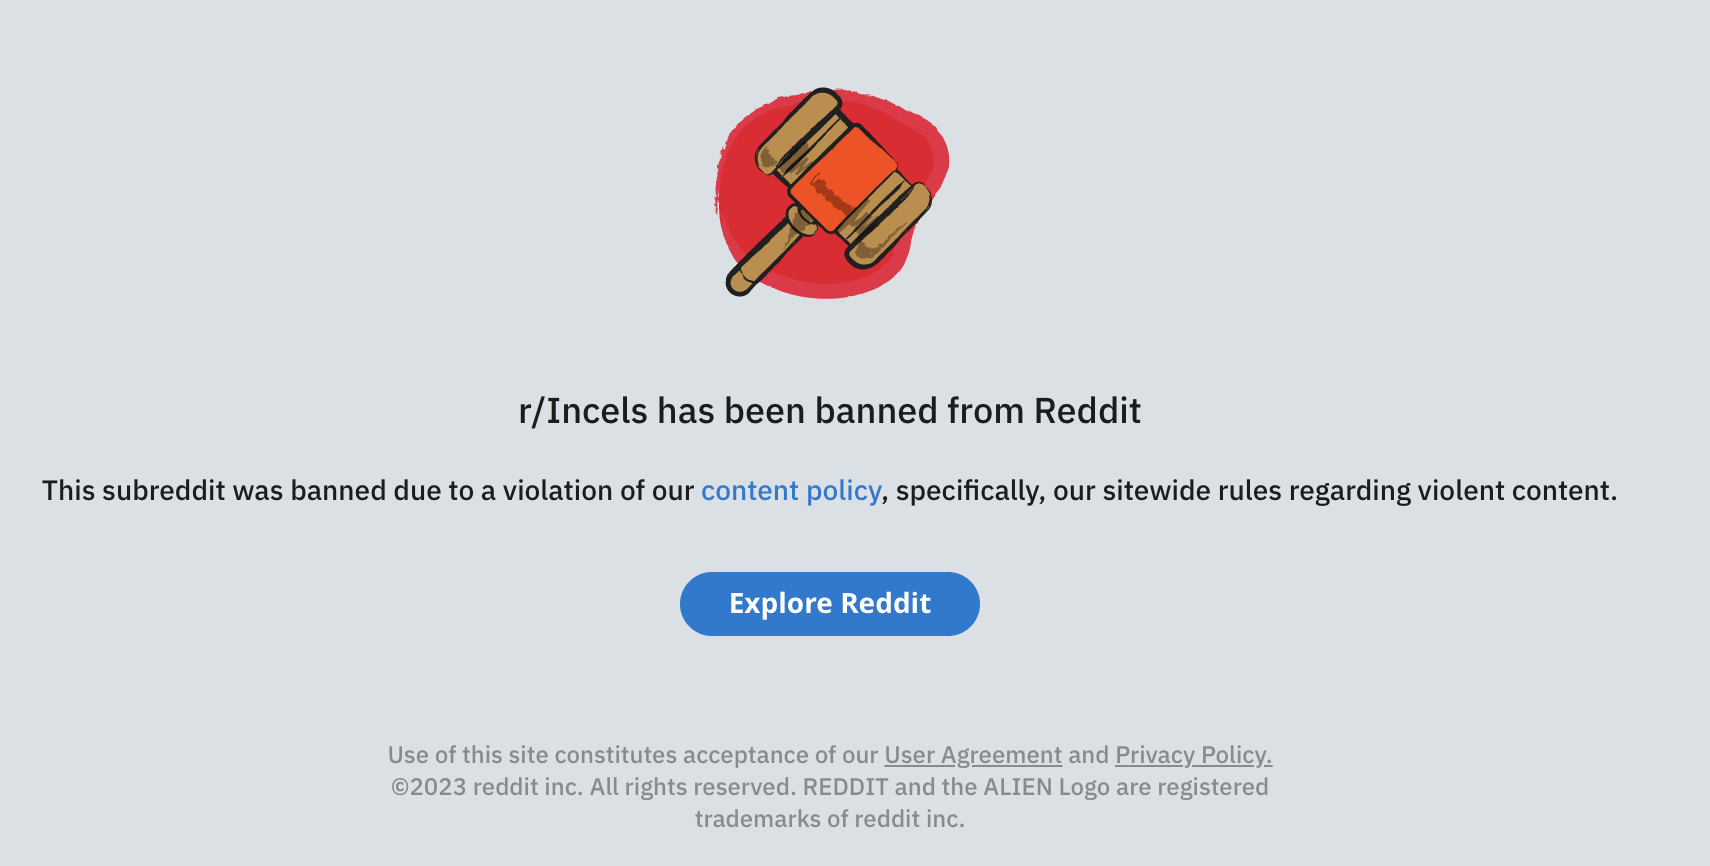 r/Incels has been banned from Reddit
This subreddit was banned due to a violation of our content policy, specifically, our sitewide rules regarding violent content.
Explore Reddit
Use of this site constitutes acceptance of our User Agreement and Privacy Policy.
©2023 reddit inc. All rights reserved. REDDIT and the ALIEN Logo are registered
trademarks of reddit inc.